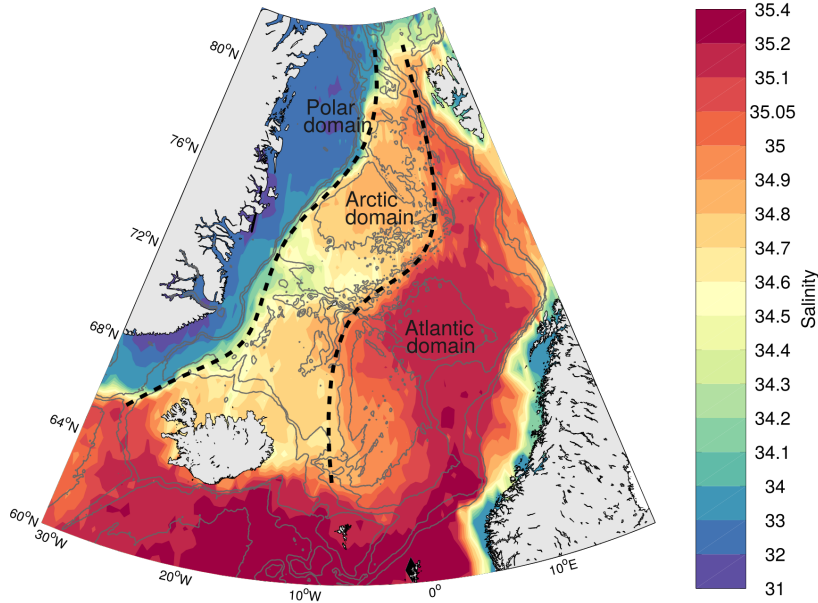 80°N
76°N
72°N
68°N
64°N
60°N
30°W
20°W
10°W
0°
10°E
Polar
domain
Arctic
domain
Atlantic
domain
35.4
35.2
35.1
35.05
35
34.9
34.8
34.7
34.6
34.5
34.4
34.3
34.2
34.1
34
33
32
31
Salinity